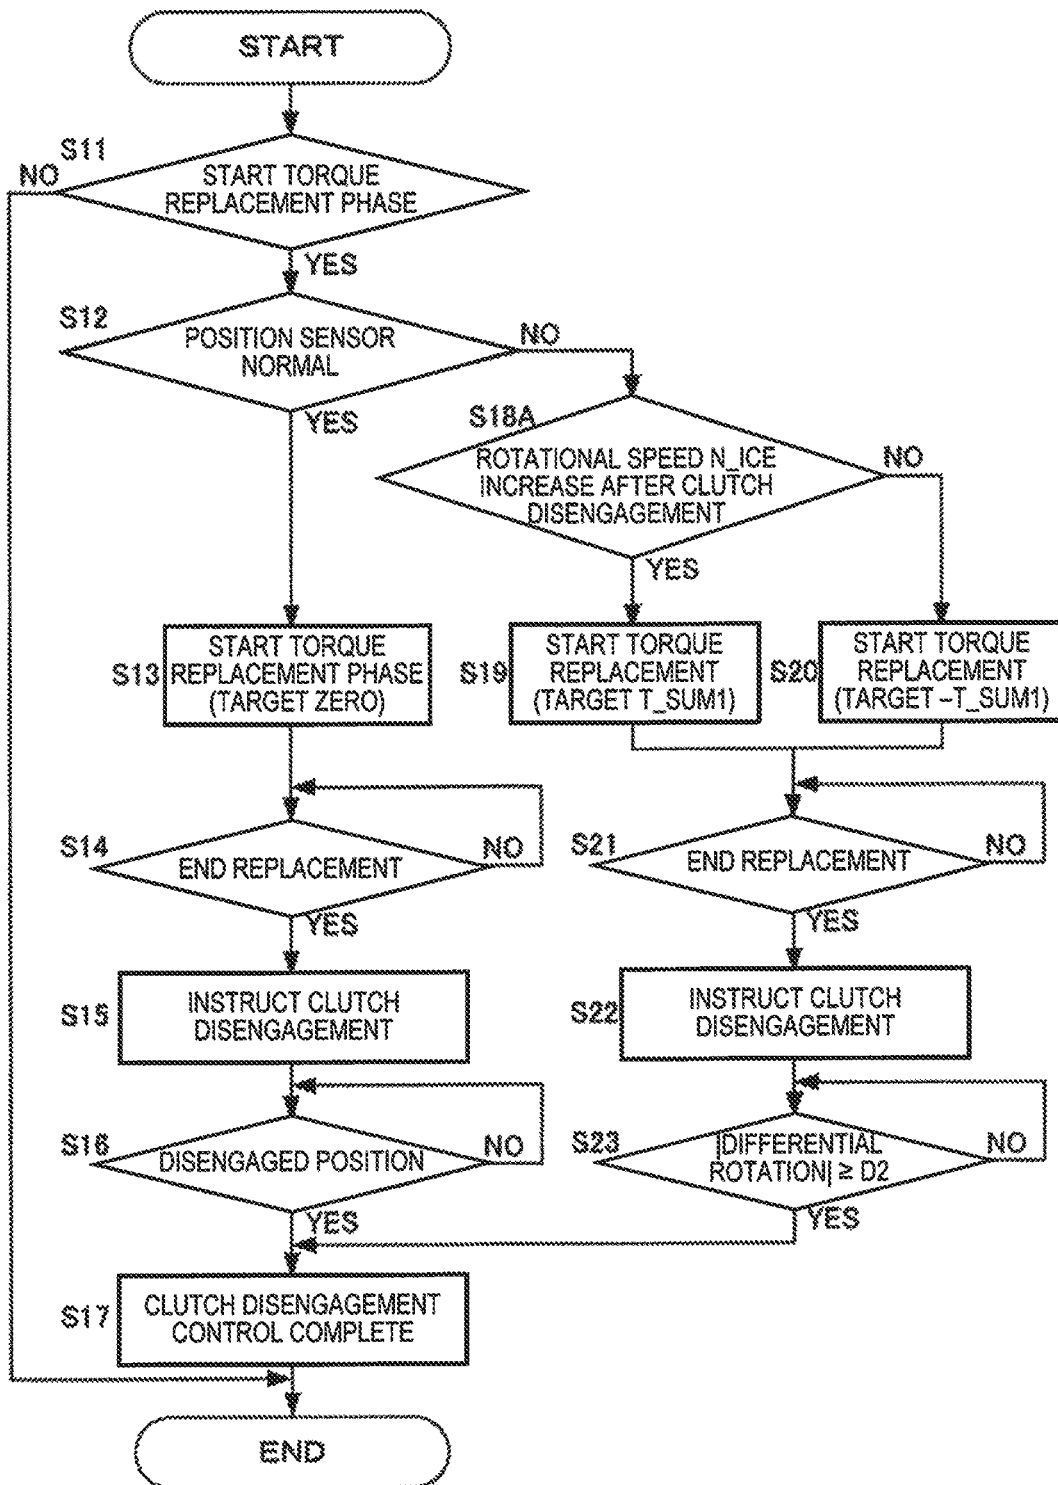 START
S11
NO
START TORQUE
REPLACEMENT PHASE
YES
S12
POSITION SENSOR
NORMAL
NO
YES
S18A
ROTATIONAL SPEED N_ICE
INCREASE AFTER CLUTCH
DISENGAGEMENT
NO
YES
S13
START TORQUE
REPLACEMENT PHASE
(TARGET ZERO)
S19
START TORQUE
REPLACEMENT
(TARGET T_SUM1)
S20
START TORQUE
REPLACEMENT
(TARGET –T_SUM1)
S14
END REPLACEMENT
NO
YES
S21
END REPLACEMENT
NO
YES
S15
INSTRUCT CLUTCH
DISENGAGEMENT
S22
INSTRUCT CLUTCH
DISENGAGEMENT
S16
DISENGAGED POSITION
NO
YES
S23
|DIFFERENTIAL
ROTATION| ≥ D2
NO
YES
S17
CLUTCH DISENGAGEMENT
CONTROL COMPLETE
END